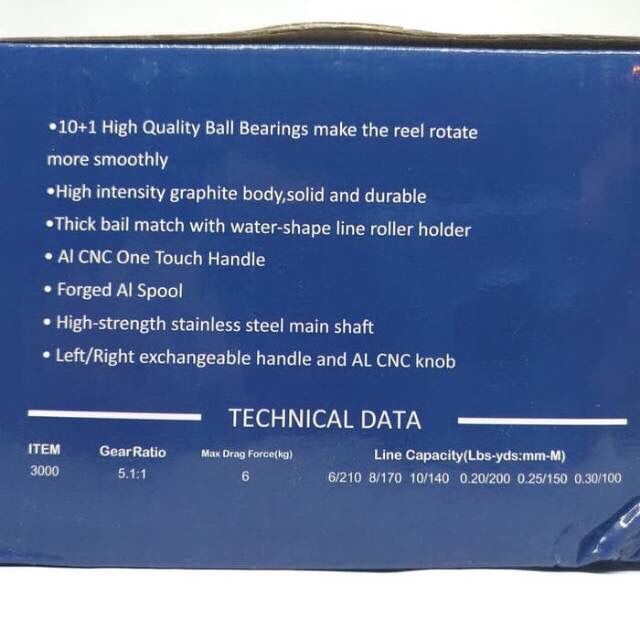 •10+1 High Quality Ball Bearings make the reel rotate
more smoothly
•High intensity graphite body,solid and durable
•Thick bail match with water-shape line roller holder
• Al CNC One Touch Handle
• Forged Al Spool
• High-strength stainless steel main shaft
• Left/Right exchangeable handle and AL CNC knob
TECHNICAL DATA
ITEM GearRatio Max Drag Force(kg) Line Capacity(Lbs-yds:mm-M)
3000 5.1:1 6 6/210 8/170 10/140 0.20/200 0.25/150 0.30/100